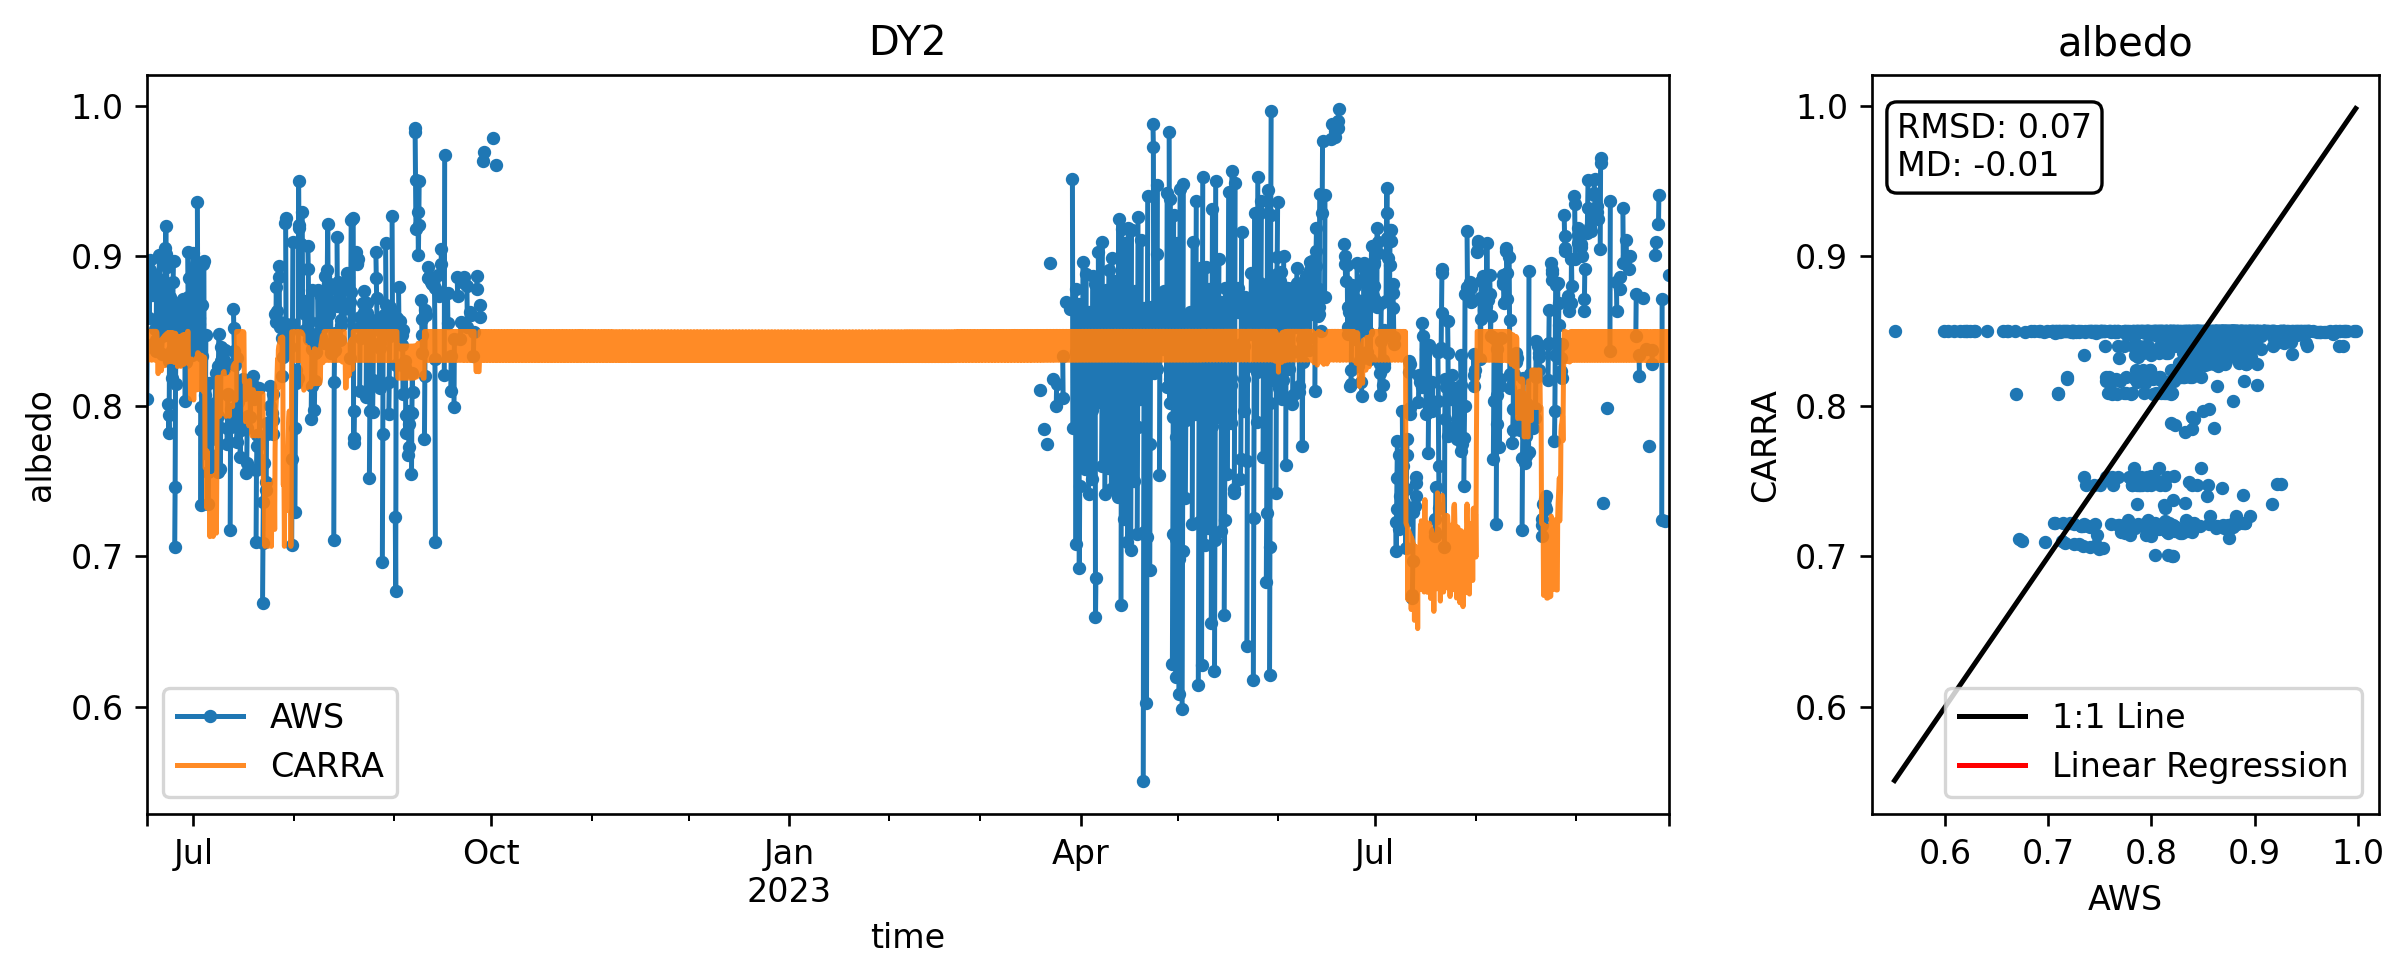 DY2
albedo
1.0
0.9
0.8
0.7
0.6
AWS
CARRA
Jul
Oct
Jan
2023
Apr
Jul
time
albedo
CARRA
1.0
0.9
0.8
0.7
0.6
RMSD: 0.07
MD: -0.01
1:1 Line
Linear Regression
0.6
0.7
0.8
0.9
1.0
AWS